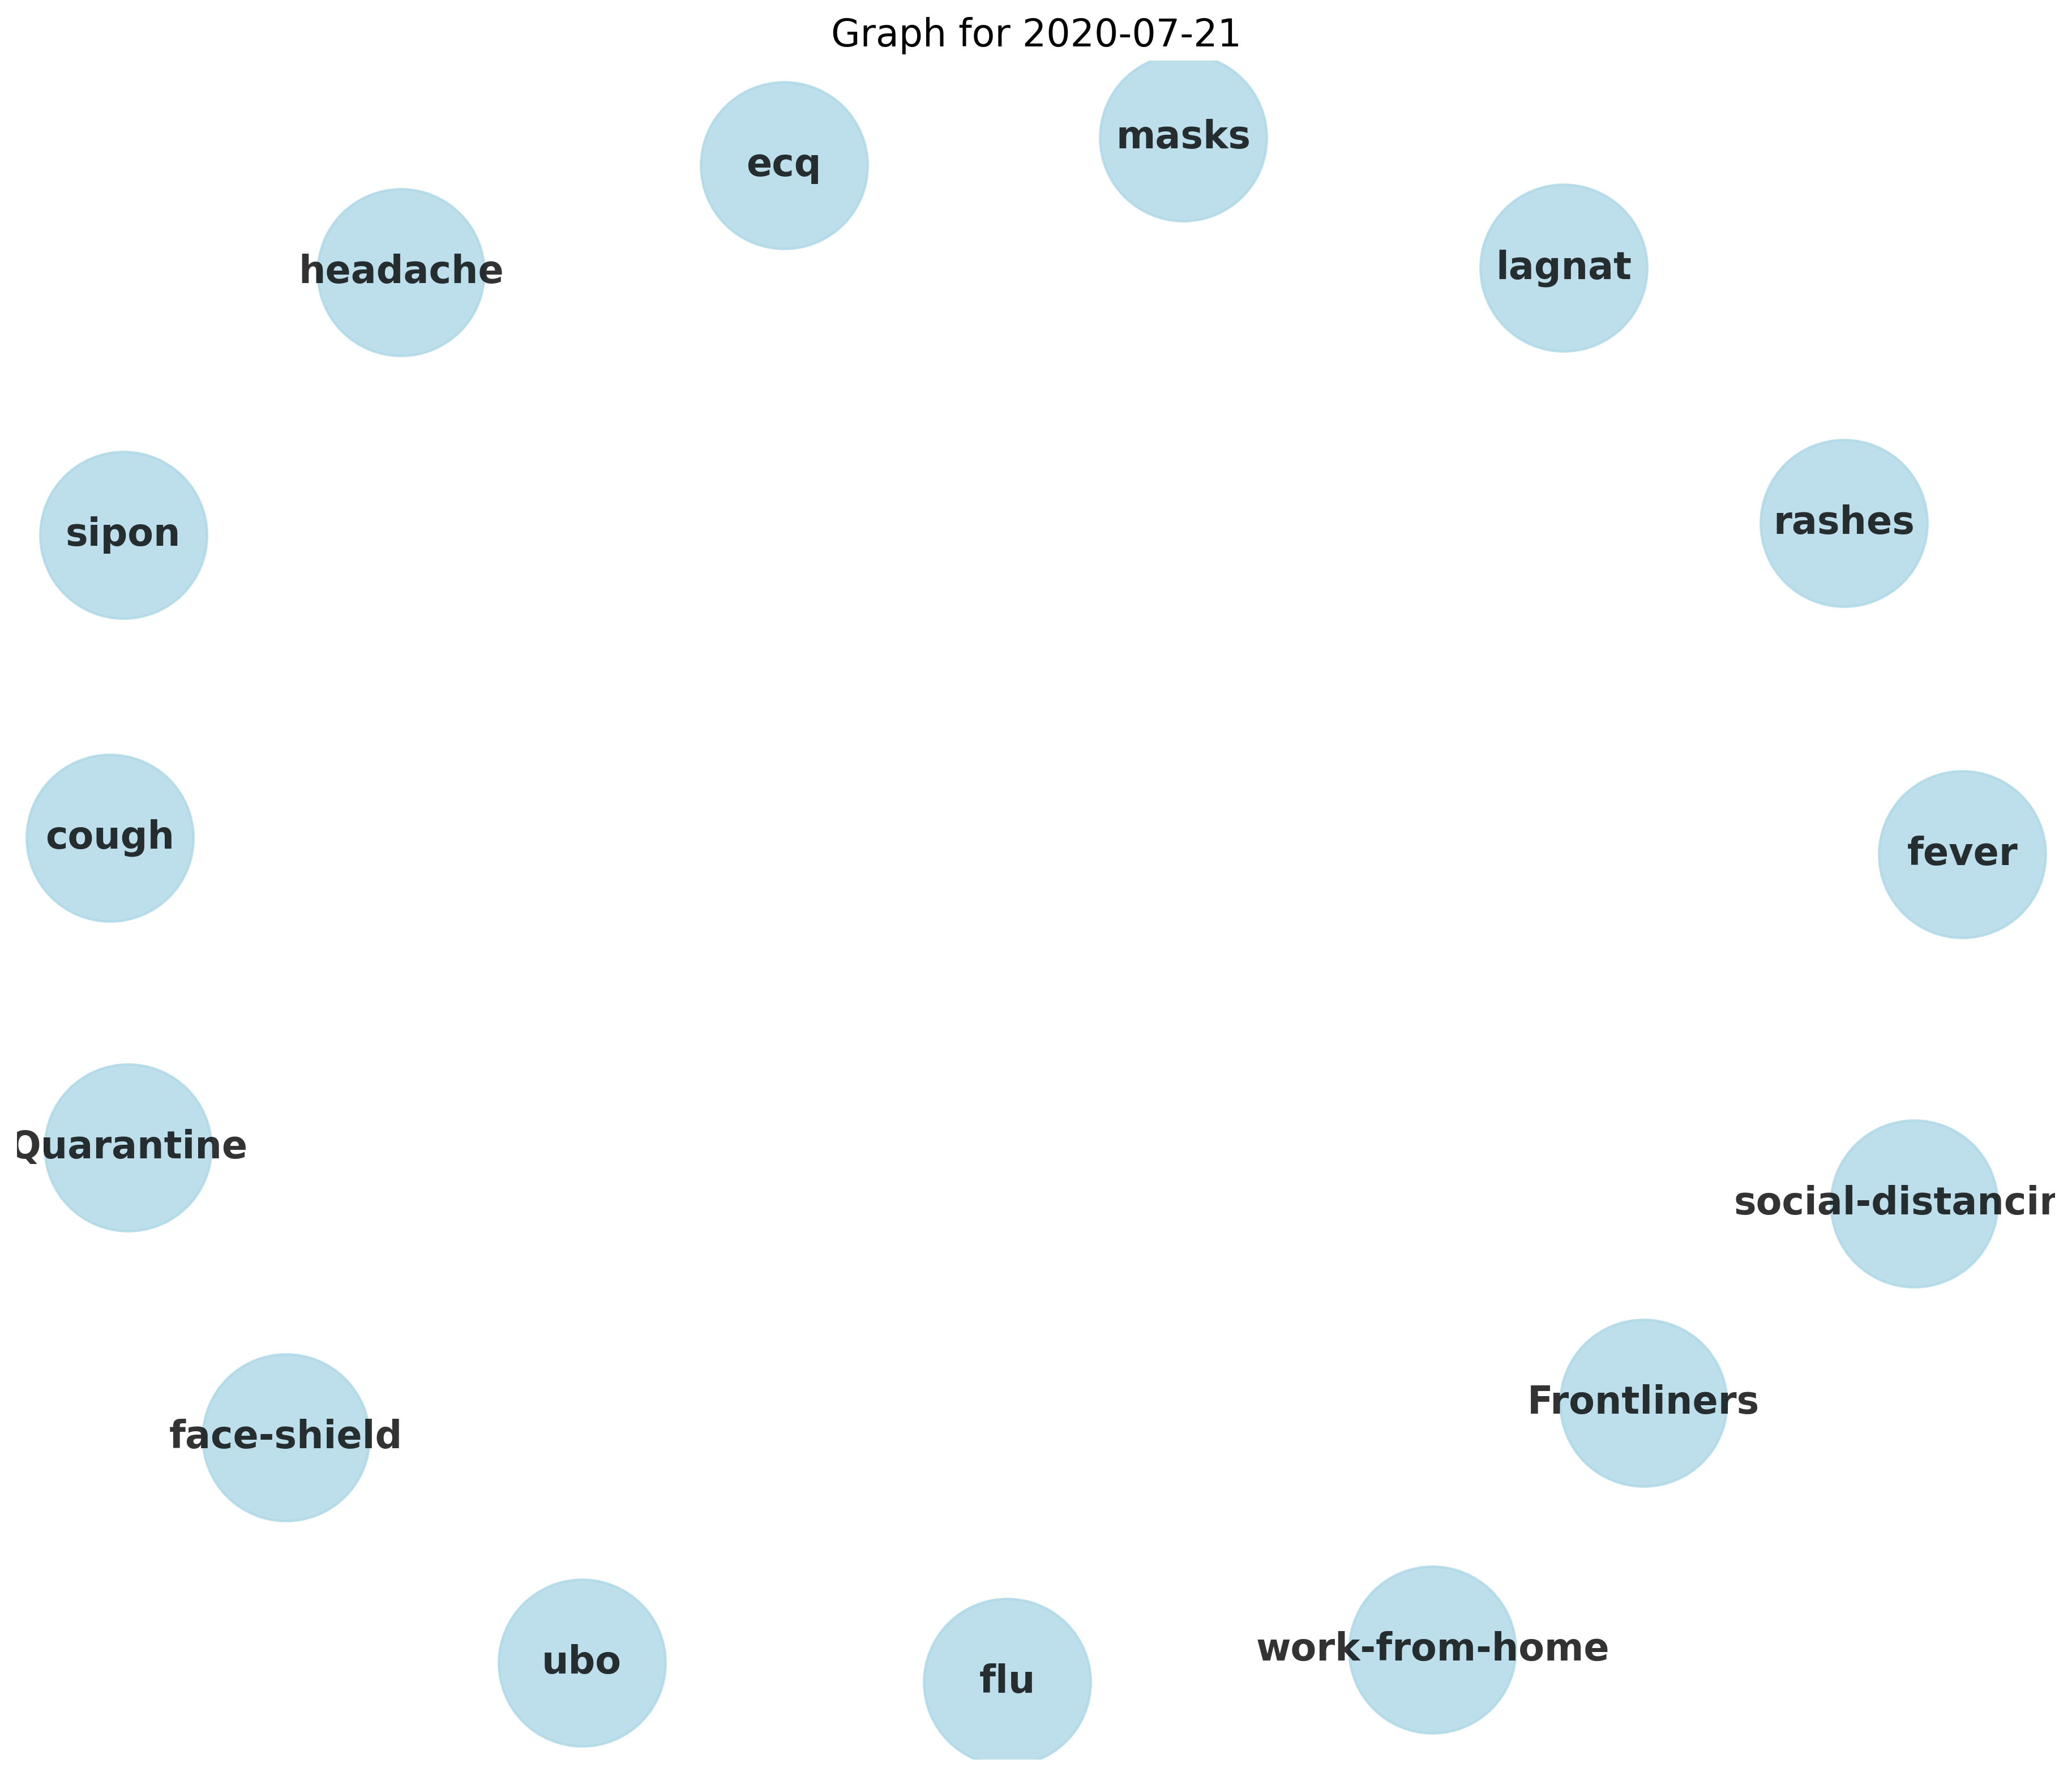 Graph for 2020-07-21
masks
ecq
lagnat
headache
rashes
sipon
cough
fever
Quarantine
social-distancin
Frontliners
face-shield
work-from-home
ubo
flu